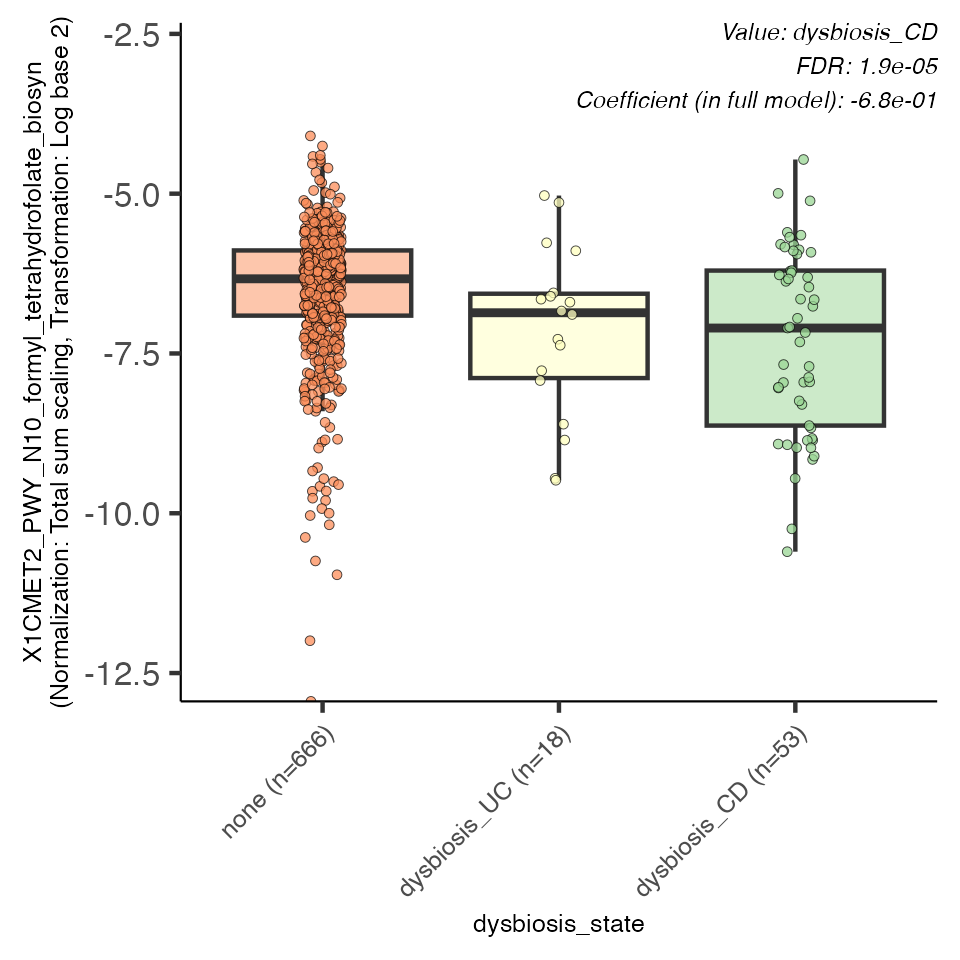 Value: dysbiosis_CD
FDR: 1.9e-05
Coefficient (in full model): -6.8e-01
X1CMET2_PWY_N10_formyl_tetrahydrofolate_biosyn
(Normalization: Total sum scaling, Transformation: Log base 2)
-2.5
-5.0
-7.5
-10.0
-12.5
none (n=666)
dysbiosis_UC (n=18)
dysbiosis_CD (n=53)
dysbiosis_state